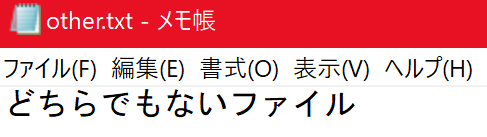 other.txt - メモ帳
ファイル(F) 編集(E) 書式(O) 表示(V) ヘルプ(H)
どちらでもないファイル